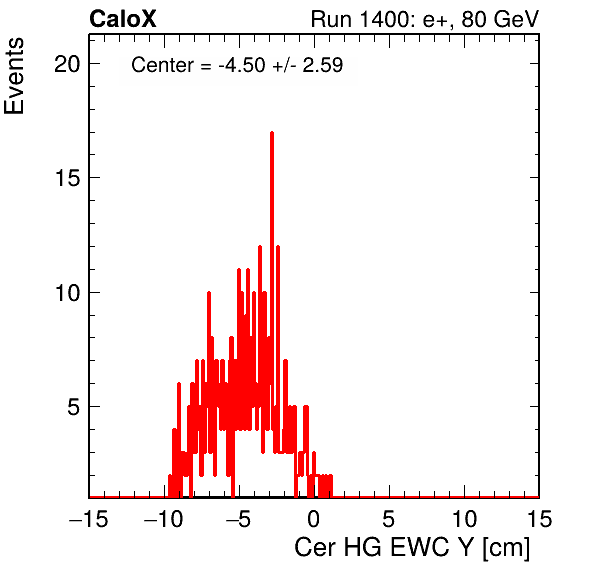 CaloX Run 1400: e+, 80 GeV
Center = -4.50 +/- 2.59
Events
20
15
10
5
−15 −10 −5 0 5 10 15
Cer HG EWC Y [cm]